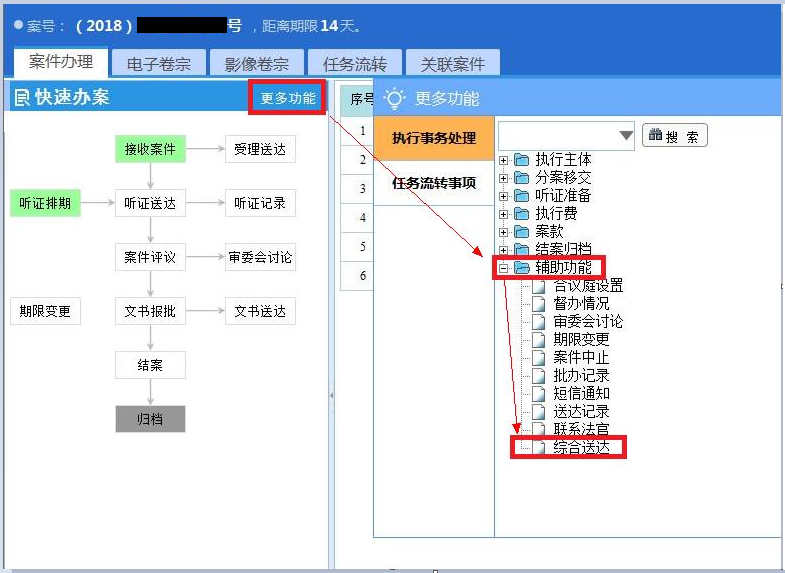 案号：（2018）号，距离期限14天。
案件办理 电子卷宗 影像卷宗 任务流转 关联案件
快速办案 更多功能
接收案件 受理送达
听证排期 听证送达 听证记录
案件评议 审委会讨论
期限变更 文书报批 文书送达
结案
归档
序号
1
2
3
4
5
6
更多功能
执行事务处理
任务流转事项
搜 索
执行主体
分案移交
听证准备
执行费
案款
结案归档
辅助功能
合议庭设置
督办情况
审委会讨论
期限变更
案件中止
批办记录
短信通知
送达记录
联系法官
综合送达